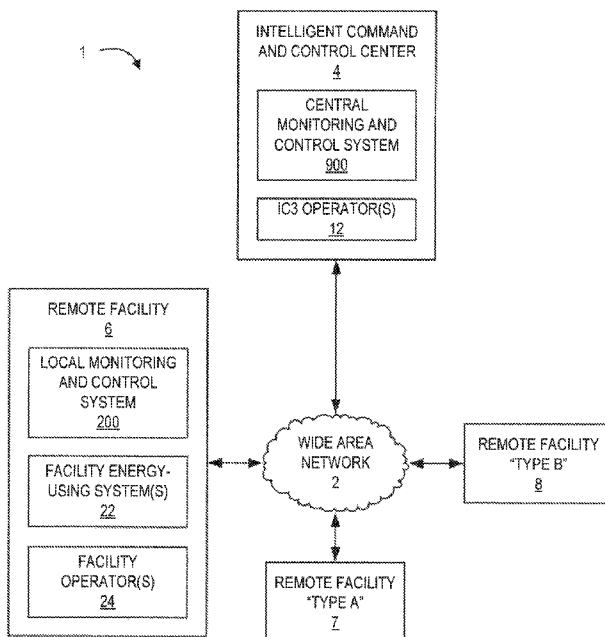 1
INTELLIGENT COMMAND
AND CONTROL CENTER
4
CENTRAL
MONITORING AND
CONTROL SYSTEM
900
IC3 OPERATOR(S)
12
REMOTE FACILITY
6
LOCAL MONITORING
AND CONTROL
SYSTEM
200
FACILITY ENERGY-
USING SYSTEM(S)
22
FACILITY
OPERATOR(S)
24
WIDE AREA
NETWORK
2
REMOTE FACILITY
"TYPE B"
8
REMOTE FACILITY
"TYPE A"
7